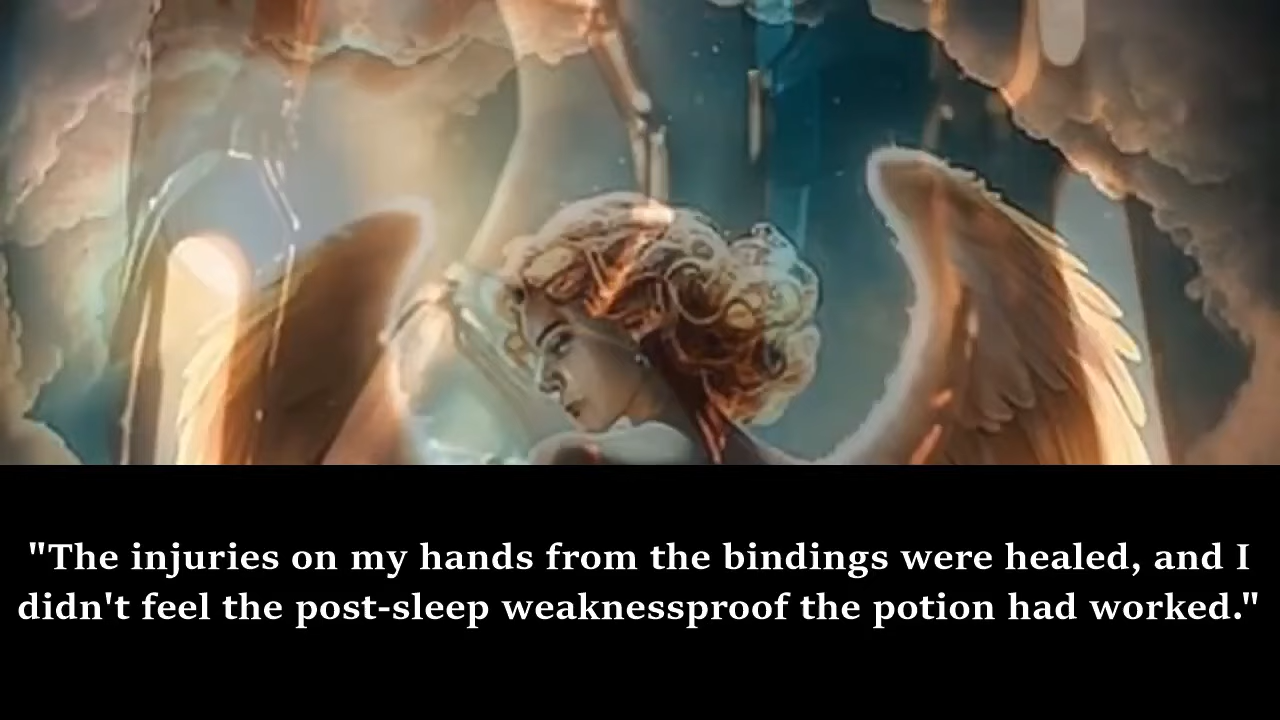 "The injuries on my hands from the bindings were healed, and I
didn't feel the post-sleep weaknessproof the potion had worked."